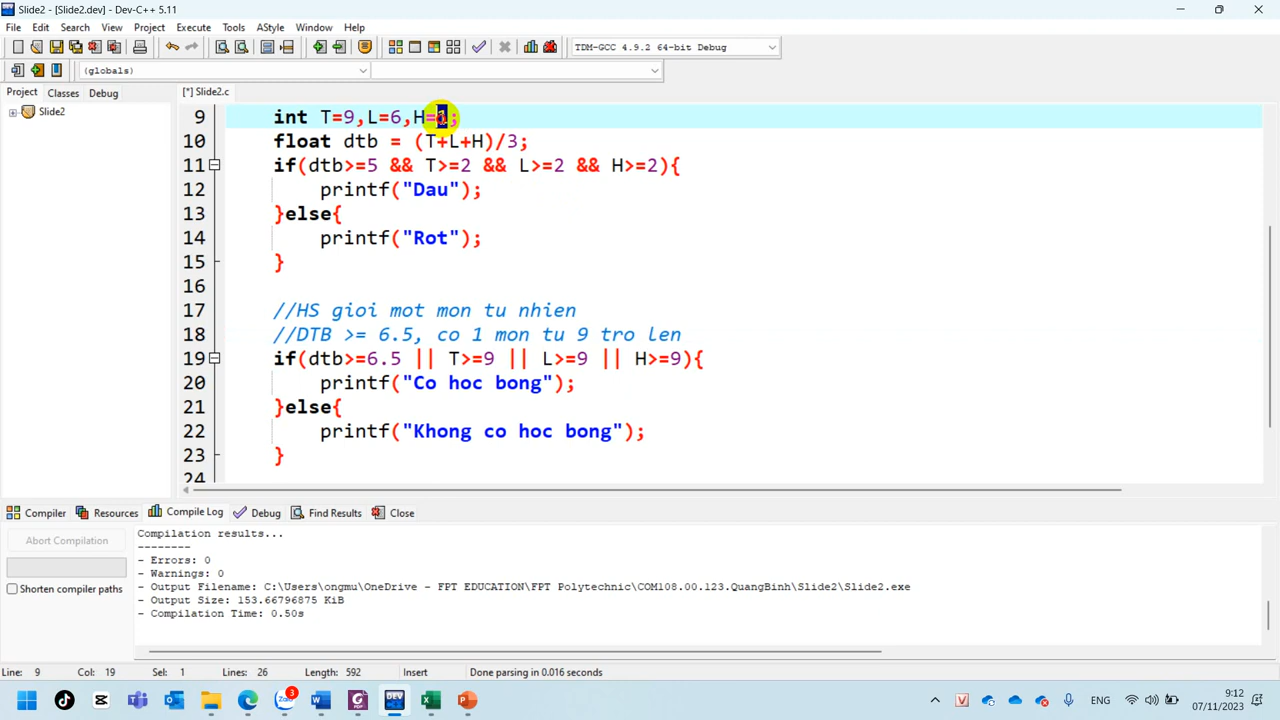 Slide2 - [Slide2.dev] - Dev-C++ 5.11
File Edit Search View Project Execute Tools AStyle Window Help
TDM-GCC 4.9.2 64-bit Debug
(globals)
Project Classes Debug
[*] Slide2.c
Slide2
9 int T=9,L=6,H=
10 float dtb = (T+L+H)/3;
11 if(dtb>=5 && T>=2 && L>=2 && H>=2){
12 printf("Dau");
13 }else{
14 printf("Rot");
15 }
16
17 //HS gioi mot mon tu nhien
18 //DTB >= 6.5, co 1 mon tu 9 tro len
19 if(dtb>=6.5 || T>=9 || L>=9 || H>=9){
20 printf("Co hoc bong");
21 }else{
22 printf("Khong co hoc bong");
23 }
24
Compiler Resources Compile Log Debug Find Results Close
Abort Compilation
Shorten compiler paths
Compilation results...
--------
- Errors: 0
- Warnings: 0
- Output Filename: C:\Users\ongmu\OneDrive - FPT EDUCATION\FPT Polytechnic\COM108.00.123.QuangBinh\Slide2\Slide2.exe
- Output Size: 153.66796875 KiB
- Compilation Time: 0.50s
Line: 9 Col: 19 Sel: 1 Lines: 26 Length: 592 Insert Done parsing in 0.016 seconds
3
ENG
9:12
07/11/2023